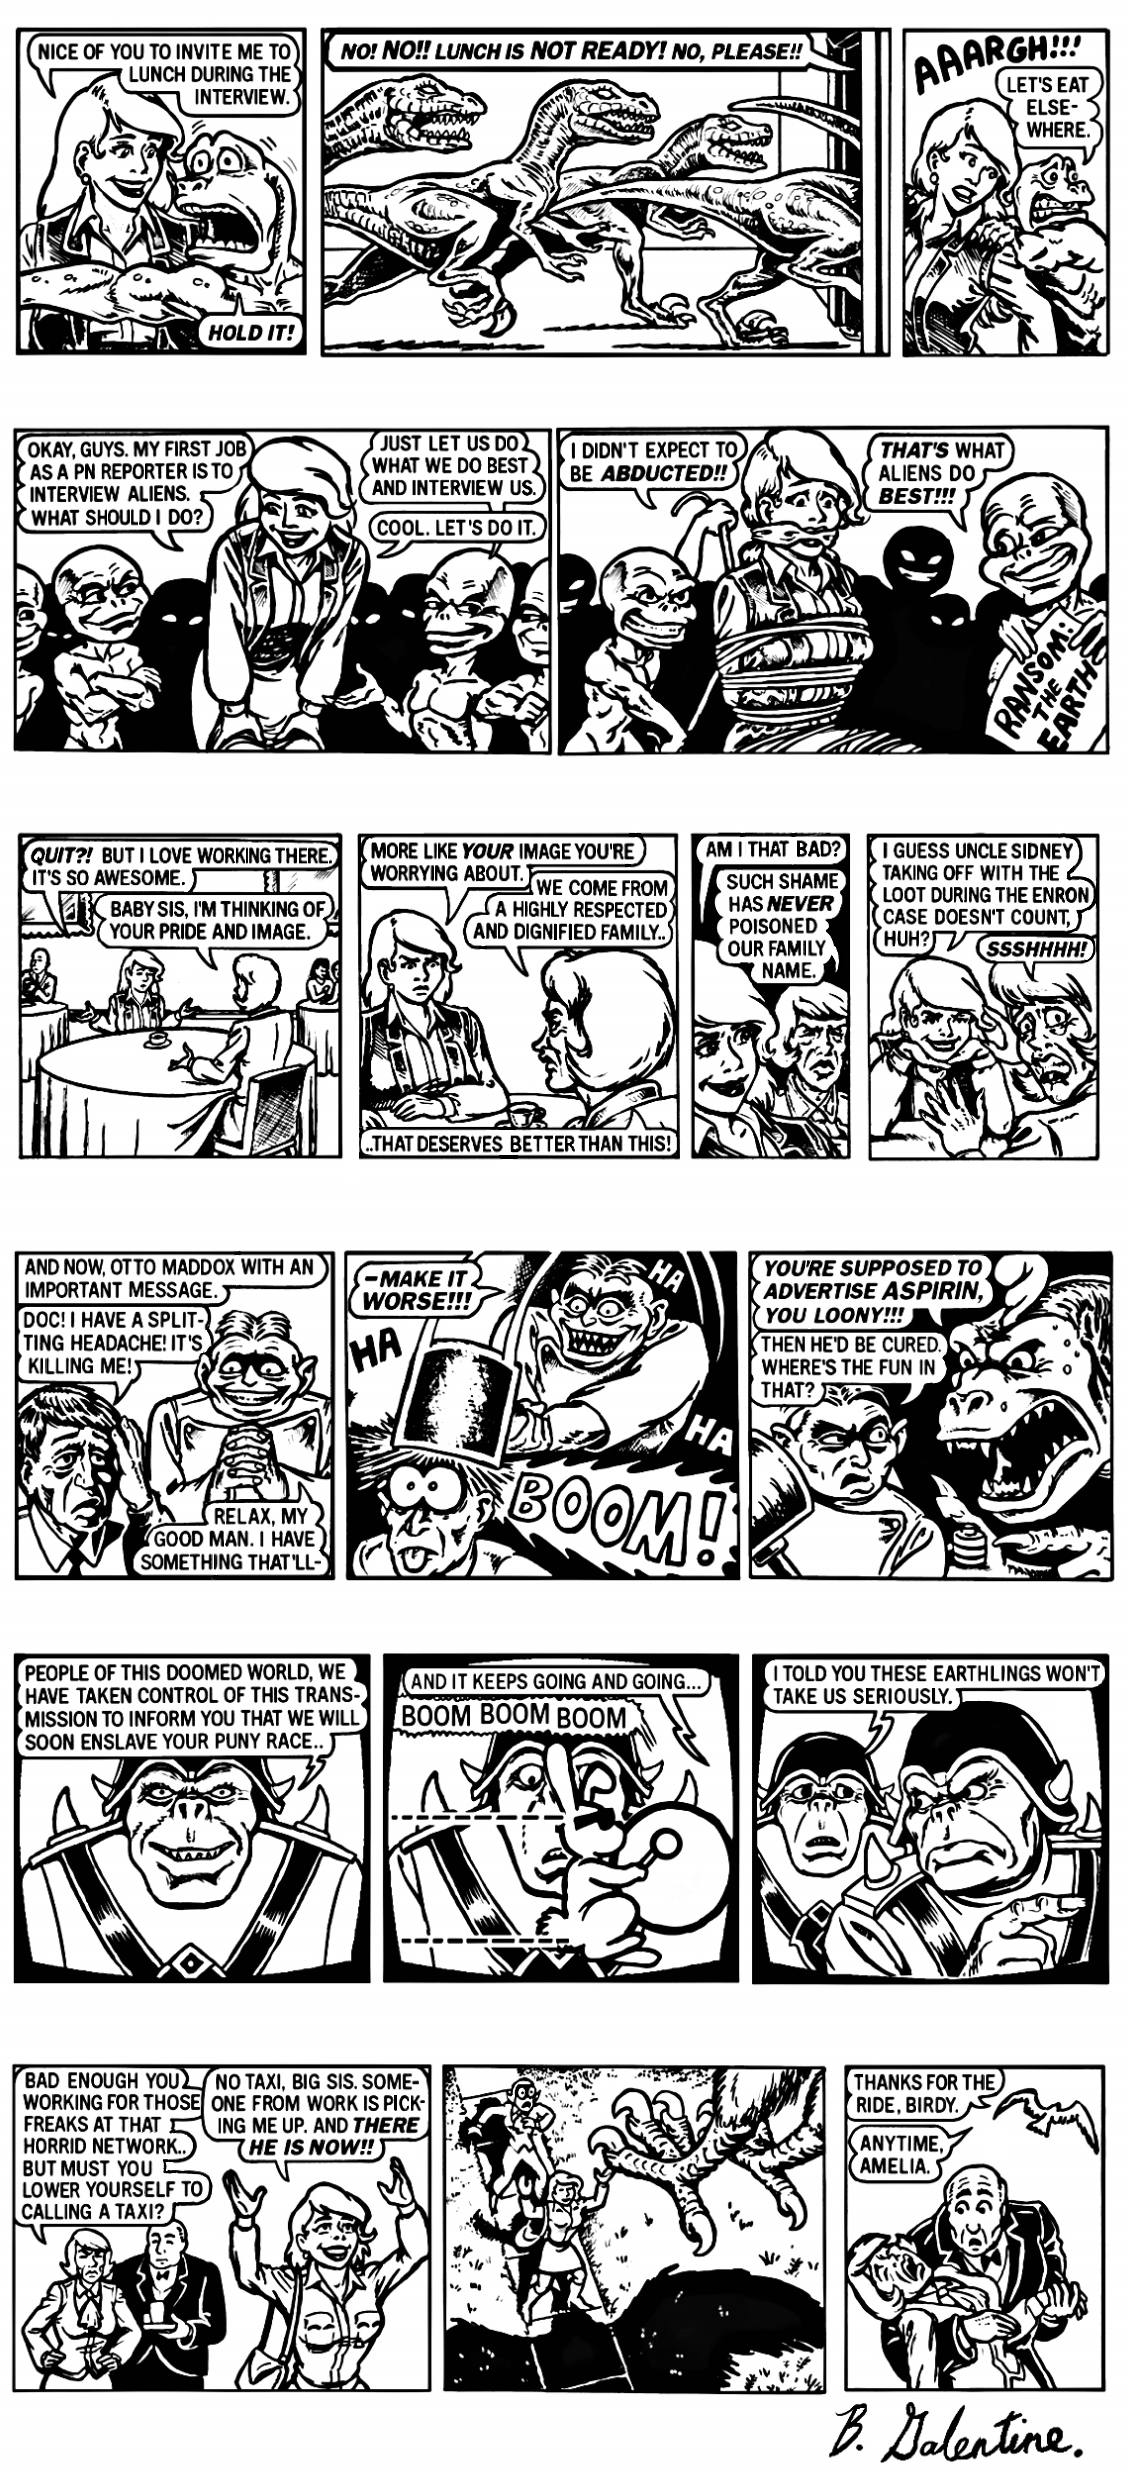 NICE OF YOU TO INVITE ME TO
LUNCH DURING THE
INTERVIEW.
HOLD IT!
NO! NO!! LUNCH IS NOT READY! NO, PLEASE!!
AAAARGH!!!
LET'S EAT
ELSE-
WHERE.
OKAY, GUYS. MY FIRST JOB
AS A PN REPORTER IS TO
INTERVIEW ALIENS.
WHAT SHOULD I DO?
JUST LET US DO
WHAT WE DO BEST
AND INTERVIEW US.
COOL. LET'S DO IT.
I DIDN'T EXPECT TO
BE ABDUCTED!!
THAT'S WHAT
ALIENS DO
BEST!!!
RANSOM:
THE
EARTH
QUIT?! BUT I LOVE WORKING THERE.
IT'S SO AWESOME.
BABY SIS, I'M THINKING OF
YOUR PRIDE AND IMAGE.
MORE LIKE YOUR IMAGE YOU'RE
WORRYING ABOUT.
WE COME FROM
A HIGHLY RESPECTED
AND DIGNIFIED FAMILY..
..THAT DESERVES BETTER THAN THIS!
AM I THAT BAD?
SUCH SHAME
HAS NEVER
POISONED
OUR FAMILY
NAME.
I GUESS UNCLE SIDNEY
TAKING OFF WITH THE
LOOT DURING THE ENRON
CASE DOESN'T COUNT,
HUH?
SSSHHHH!
AND NOW, OTTO MADDOX WITH AN
IMPORTANT MESSAGE.
DOC! I HAVE A SPLIT-
TING HEADACHE! IT'S
KILLING ME!
RELAX, MY
GOOD MAN. I HAVE
SOMETHING THAT'LL-
-MAKE IT
WORSE!!!
HA
HA
HA
BOOM!
YOU'RE SUPPOSED TO
ADVERTISE ASPIRIN,
YOU LOONY!!!
THEN HE'D BE CURED.
WHERE'S THE FUN IN
THAT?
PEOPLE OF THIS DOOMED WORLD, WE
HAVE TAKEN CONTROL OF THIS TRANS-
MISSION TO INFORM YOU THAT WE WILL
SOON ENSLAVE YOUR PUNY RACE..
AND IT KEEPS GOING AND GOING...
BOOM BOOM BOOM
I TOLD YOU THESE EARTHLINGS WON'T
TAKE US SERIOUSLY.
BAD ENOUGH YOU
WORKING FOR THOSE
FREAKS AT THAT
HORRID NETWORK..
BUT MUST YOU
LOWER YOURSELF TO
CALLING A TAXI?
NO TAXI, BIG SIS. SOME-
ONE FROM WORK IS PICK-
ING ME UP. AND THERE
HE IS NOW!!
THANKS FOR THE
RIDE, BIRDY.
ANYTIME,
AMELIA.
B. Galentine.